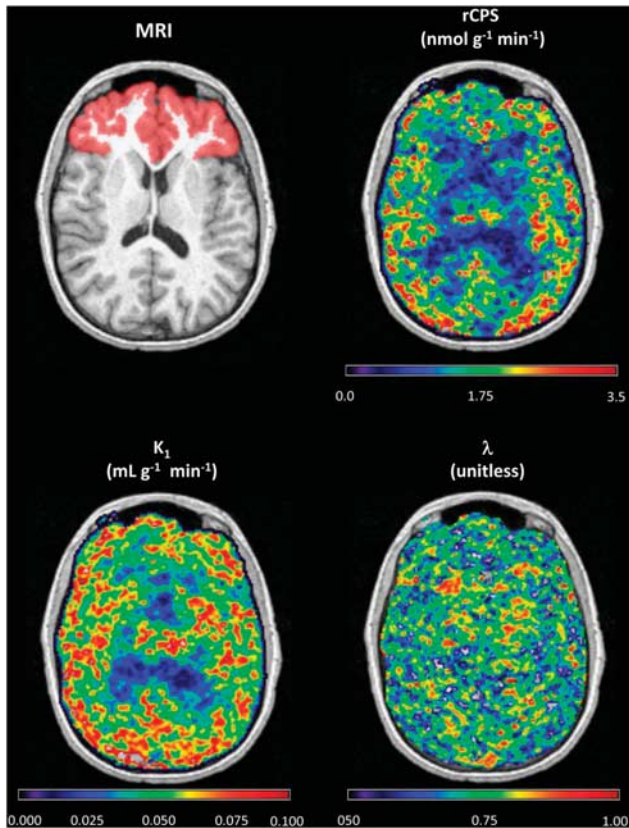 MRI
rCPS
(nmol g⁻¹ min⁻¹)
0.0 1.75 3.5
K₁
(mL g⁻¹ min⁻¹)
λ
(unitless)
0.000 0.025 0.050 0.075 0.100
050 0.75 1.00